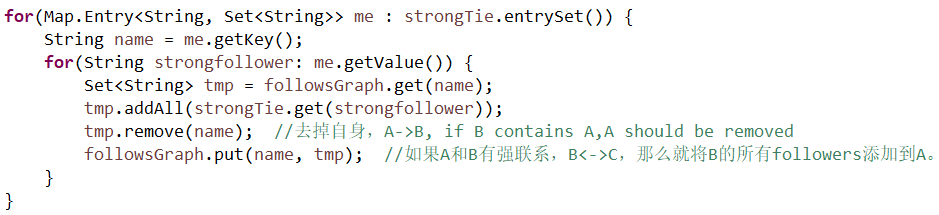 for(Map.Entry<String, Set<String>> me : strongTie.entrySet()) {
String name = me.getKey();
for(String strongfollower: me.getValue()) {
Set<String> tmp = followsGraph.get(name);
tmp.addAll(strongTie.get(strongfollower));
tmp.remove(name);  //去掉自身，A->B, if B contains A,A should be removed
followsGraph.put(name, tmp);  //如果A和B有强联系，B<->C，那么就将B的所有followers添加到A。
}
}